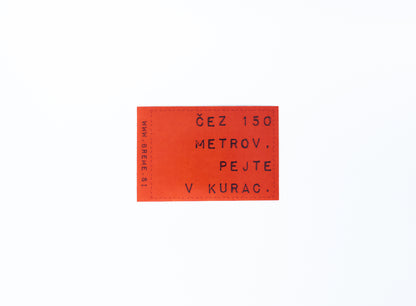 ČEZ 150
METROV,
PEJTE
V KURAC.
WWW.BREME.SI